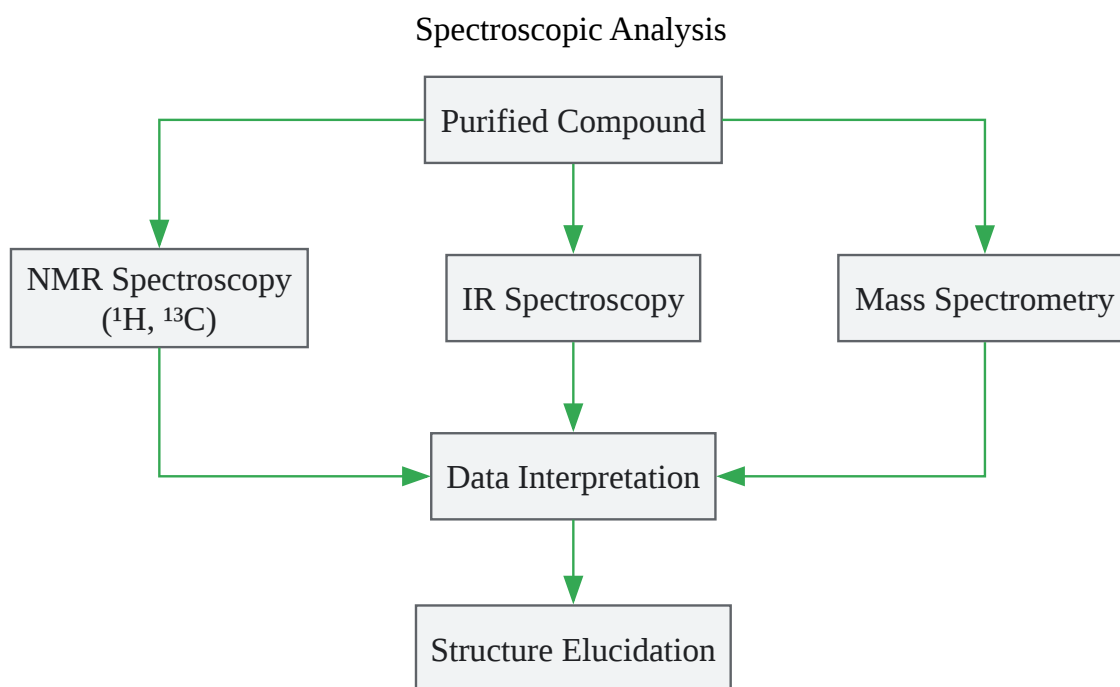 Spectroscopic Analysis
Purified Compound
NMR Spectroscopy
(¹H, ¹³C)
IR Spectroscopy
Mass Spectrometry
Data Interpretation
Structure Elucidation